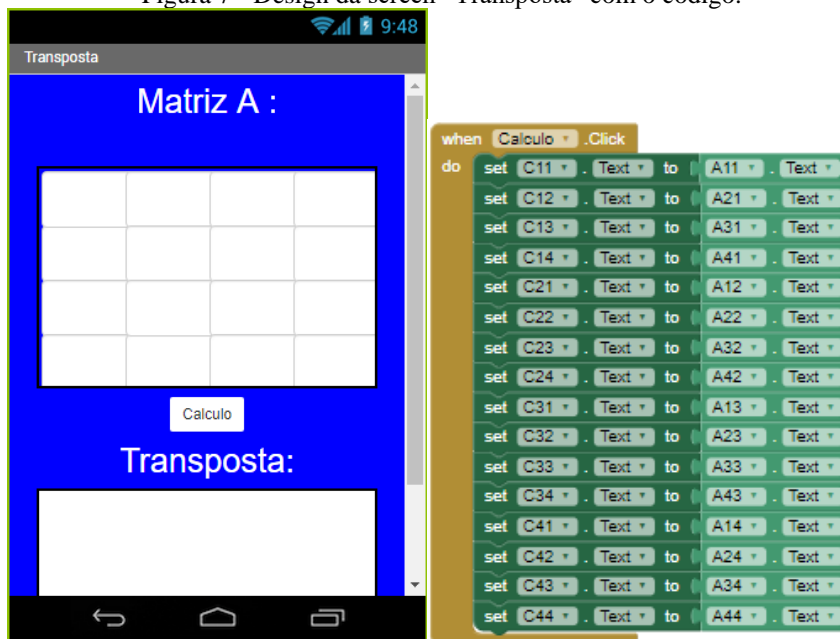 Figura 7 - Design da screen "Transposta" com o código.
9:48
Transposta
Matriz A :
Calculo
Transposta:
when Calculo .Click
do set C11 . Text to A11 . Text
set C12 . Text to A21 . Text
set C13 . Text to A31 . Text
set C14 . Text to A41 . Text
set C21 . Text to A12 . Text
set C22 . Text to A22 . Text
set C23 . Text to A32 . Text
set C24 . Text to A42 . Text
set C31 . Text to A13 . Text
set C32 . Text to A23 . Text
set C33 . Text to A33 . Text
set C34 . Text to A43 . Text
set C41 . Text to A14 . Text
set C42 . Text to A24 . Text
set C43 . Text to A34 . Text
set C44 . Text to A44 . Text